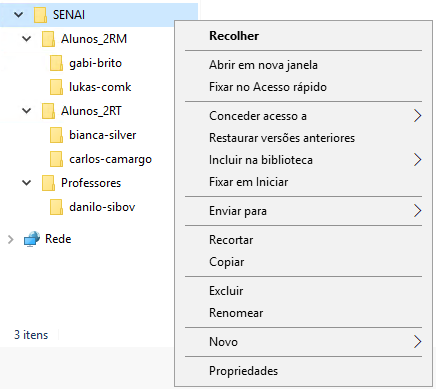 SENAI
Alunos_2RM
gabi-brito
lukas-comk
Alunos_2RT
bianca-silver
carlos-camargo
Professores
danilo-sibov
Rede
3 itens
Recolher
Abrir em nova janela
Fixar no Acesso rápido
Conceder acesso a
Restaurar versões anteriores
Incluir na biblioteca
Fixar em Iniciar
Enviar para
Recortar
Copiar
Excluir
Renomear
Novo
Propriedades